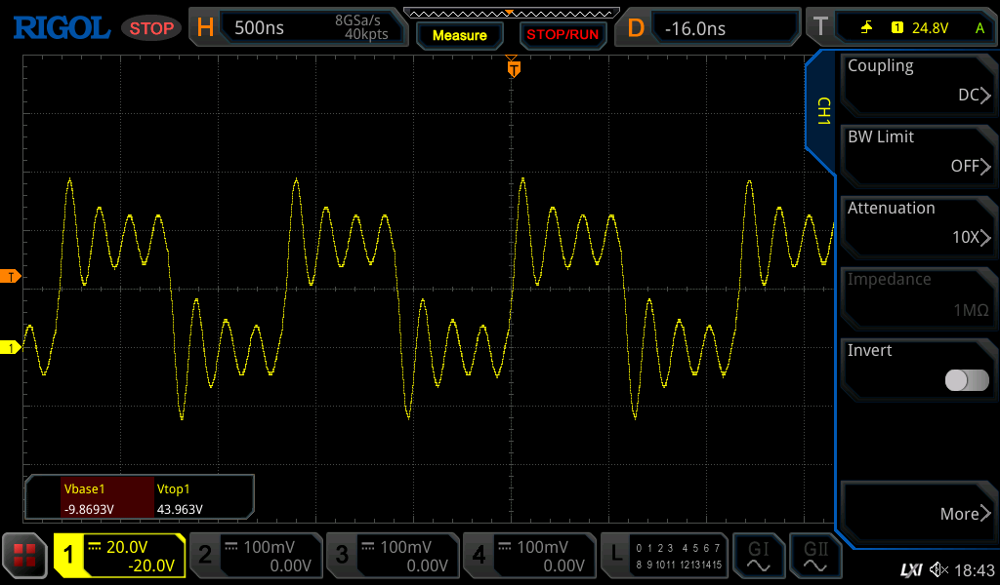 RIGOL STOP H 500ns 8GSa/s 40kpts Measure STOP/RUN D -16.0ns T 1 24.8V A
T
CH1
Coupling
DC
BW Limit
OFF
Attenuation
10X
Impedance
1MΩ
Invert
More
T
1
Vbase1 Vtop1
-9.8693V 43.963V
1 20.0V -20.0V
2 100mV 0.00V
3 100mV 0.00V
4 100mV 0.00V
L 0 1 2 3 4 5 6 7
8 9 10 11 12 13 14 15
GI GII
LXI 18:43